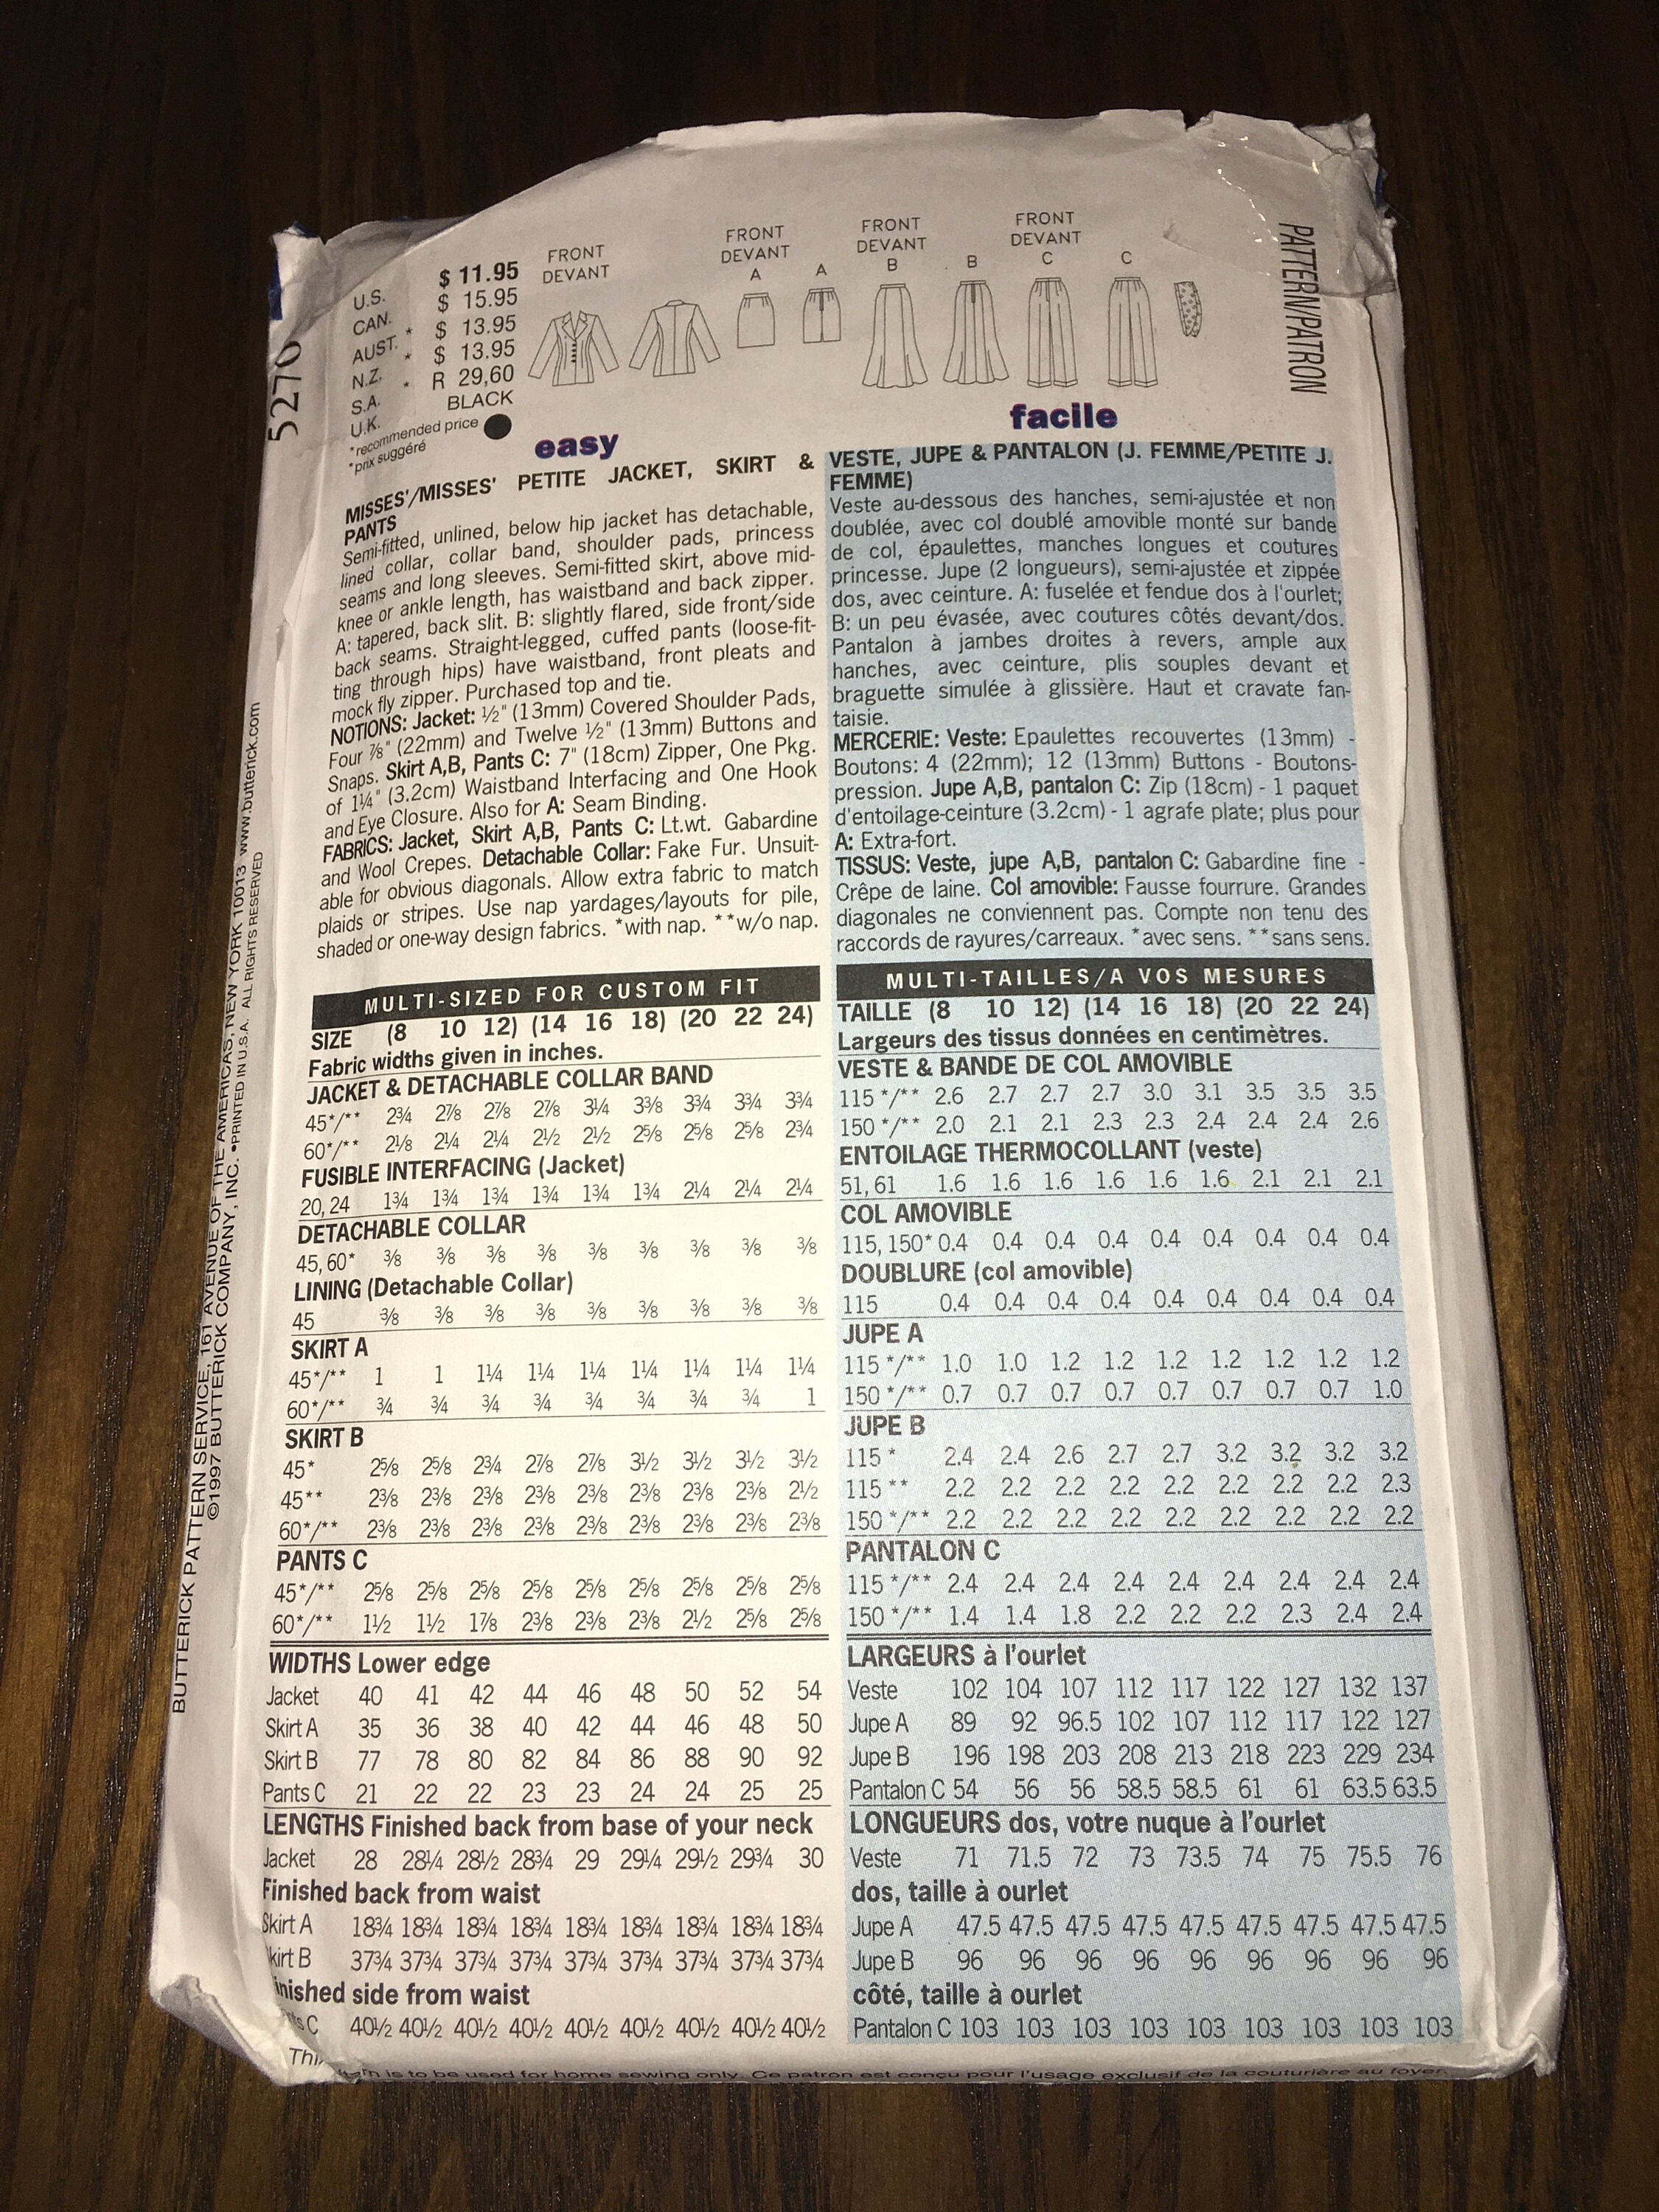 5270
U.S. $ 11.95
CAN. $ 15.95
AUST. * $ 13.95
N.Z. * $ 13.95
S.A. * R 29,60
U.K. BLACK
*recommended price
*prix suggéré
FRONT
DEVANT
FRONT
DEVANT
A
A
FRONT
DEVANT
B
B
FRONT
DEVANT
C
C
PATTERN/PATRON
easy
MISSES'/MISSES' PETITE JACKET, SKIRT &
PANTS
Semi-fitted, unlined, below hip jacket has detachable,
lined collar, collar band, shoulder pads, princess
seams and long sleeves. Semi-fitted skirt, above mid-
knee or ankle length, has waistband and back zipper.
A: tapered, back slit. B: slightly flared, side front/side
back seams. Straight-legged, cuffed pants (loose-fit-
ting through hips) have waistband, front pleats and
mock fly zipper. Purchased top and tie.
NOTIONS: Jacket: ½" (13mm) Covered Shoulder Pads,
Four ⅞" (22mm) and Twelve ½" (13mm) Buttons and
Snaps. Skirt A,B, Pants C: 7" (18cm) Zipper, One Pkg.
of 1¼" (3.2cm) Waistband Interfacing and One Hook
and Eye Closure. Also for A: Seam Binding.
FABRICS: Jacket, Skirt A,B, Pants C: Lt.wt. Gabardine
and Wool Crepes. Detachable Collar: Fake Fur. Unsuit-
able for obvious diagonals. Allow extra fabric to match
plaids or stripes. Use nap yardages/layouts for pile,
shaded or one-way design fabrics. *with nap. **w/o nap.
MULTI-SIZED FOR CUSTOM FIT
SIZE (8 10 12) (14 16 18) (20 22 24)
Fabric widths given in inches.
JACKET & DETACHABLE COLLAR BAND
45*/** 2¾ 2⅞ 2⅞ 2⅞ 3¼ 3⅜ 3¾ 3¾ 3¾
60*/** 2⅛ 2¼ 2¼ 2½ 2½ 2⅝ 2⅝ 2⅝ 2¾
FUSIBLE INTERFACING (Jacket)
20, 24 1¾ 1¾ 1¾ 1¾ 1¾ 1¾ 2¼ 2¼ 2¼
DETACHABLE COLLAR
45, 60* ⅜ ⅜ ⅜ ⅜ ⅜ ⅜ ⅜ ⅜ ⅜
LINING (Detachable Collar)
45 ⅜ ⅜ ⅜ ⅜ ⅜ ⅜ ⅜ ⅜ ⅜
SKIRT A
45*/** 1 1 1¼ 1¼ 1¼ 1¼ 1¼ 1¼ 1¼
60*/** ¾ ¾ ¾ ¾ ¾ ¾ ¾ ¾ 1
SKIRT B
45* 2⅝ 2⅝ 2¾ 2⅞ 2⅞ 3½ 3½ 3½ 3½
45** 2⅜ 2⅜ 2⅜ 2⅜ 2⅜ 2⅜ 2⅜ 2⅜ 2½
60*/** 2⅜ 2⅜ 2⅜ 2⅜ 2⅜ 2⅜ 2⅜ 2⅜ 2⅜
PANTS C
45*/** 2⅝ 2⅝ 2⅝ 2⅝ 2⅝ 2⅝ 2⅝ 2⅝ 2⅝
60*/** 1½ 1½ 1⅞ 2⅜ 2⅜ 2⅜ 2½ 2⅝ 2⅝
WIDTHS Lower edge
Jacket 40 41 42 44 46 48 50 52 54
Skirt A 35 36 38 40 42 44 46 48 50
Skirt B 77 78 80 82 84 86 88 90 92
Pants C 21 22 22 23 23 24 24 25 25
LENGTHS Finished back from base of your neck
Jacket 28 28¼ 28½ 28¾ 29 29¼ 29½ 29¾ 30
Finished back from waist
Skirt A 18¾ 18¾ 18¾ 18¾ 18¾ 18¾ 18¾ 18¾ 18¾
kirt B 37¾ 37¾ 37¾ 37¾ 37¾ 37¾ 37¾ 37¾ 37¾
inished side from waist
ts C 40½ 40½ 40½ 40½ 40½ 40½ 40½ 40½ 40½
facile
VESTE, JUPE & PANTALON (J. FEMME/PETITE J.
FEMME)
Veste au-dessous des hanches, semi-ajustée et non
doublée, avec col doublé amovible monté sur bande
de col, épaulettes, manches longues et coutures
princesse. Jupe (2 longueurs), semi-ajustée et zippée
dos, avec ceinture. A: fuselée et fendue dos à l'ourlet;
B: un peu évasée, avec coutures côtés devant/dos.
Pantalon à jambes droites à revers, ample aux
hanches, avec ceinture, plis souples devant et
braguette simulée à glissière. Haut et cravate fan-
taisie.
MERCERIE: Veste: Epaulettes recouvertes (13mm) -
Boutons: 4 (22mm); 12 (13mm) Buttons - Boutons-
pression. Jupe A,B, pantalon C: Zip (18cm) - 1 paquet
d'entoilage-ceinture (3.2cm) - 1 agrafe plate; plus pour
A: Extra-fort.
TISSUS: Veste, jupe A,B, pantalon C: Gabardine fine -
Crêpe de laine. Col amovible: Fausse fourrure. Grandes
diagonales ne conviennent pas. Compte non tenu des
raccords de rayures/carreaux. *avec sens. **sans sens.
MULTI-TAILLES/A VOS MESURES
TAILLE (8 10 12) (14 16 18) (20 22 24)
Largeurs des tissus données en centimètres.
VESTE & BANDE DE COL AMOVIBLE
115 */** 2.6 2.7 2.7 2.7 3.0 3.1 3.5 3.5 3.5
150 */** 2.0 2.1 2.1 2.3 2.3 2.4 2.4 2.4 2.6
ENTOILAGE THERMOCOLLANT (veste)
51, 61 1.6 1.6 1.6 1.6 1.6 1.6 2.1 2.1 2.1
COL AMOVIBLE
115, 150* 0.4 0.4 0.4 0.4 0.4 0.4 0.4 0.4 0.4
DOUBLURE (col amovible)
115 0.4 0.4 0.4 0.4 0.4 0.4 0.4 0.4 0.4
JUPE A
115 */** 1.0 1.0 1.2 1.2 1.2 1.2 1.2 1.2 1.2
150 */** 0.7 0.7 0.7 0.7 0.7 0.7 0.7 0.7 1.0
JUPE B
115 * 2.4 2.4 2.6 2.7 2.7 3.2 3.2 3.2 3.2
115 ** 2.2 2.2 2.2 2.2 2.2 2.2 2.2 2.2 2.3
150 */** 2.2 2.2 2.2 2.2 2.2 2.2 2.2 2.2 2.2
PANTALON C
115 */** 2.4 2.4 2.4 2.4 2.4 2.4 2.4 2.4 2.4
150 */** 1.4 1.4 1.8 2.2 2.2 2.2 2.3 2.4 2.4
LARGEURS à l'ourlet
Veste 102 104 107 112 117 122 127 132 137
Jupe A 89 92 96.5 102 107 112 117 122 127
Jupe B 196 198 203 208 213 218 223 229 234
Pantalon C 54 56 56 58.5 58.5 61 61 63.5 63.5
LONGUEURS dos, votre nuque à l'ourlet
Veste 71 71.5 72 73 73.5 74 75 75.5 76
dos, taille à ourlet
Jupe A 47.5 47.5 47.5 47.5 47.5 47.5 47.5 47.5 47.5
Jupe B 96 96 96 96 96 96 96 96 96
côté, taille à ourlet
Pantalon C 103 103 103 103 103 103 103 103 103
is to be used for home sewing only. Ce patron est conçu pour l'usage exclusif de la couturière au foyer
BUTTERICK PATTERN SERVICE, 161 AVENUE OF THE AMERICAS, NEW YORK 10013 www.butterick.com
©1997 BUTTERICK COMPANY, INC. •PRINTED IN U.S.A. ALL RIGHTS RESERVED